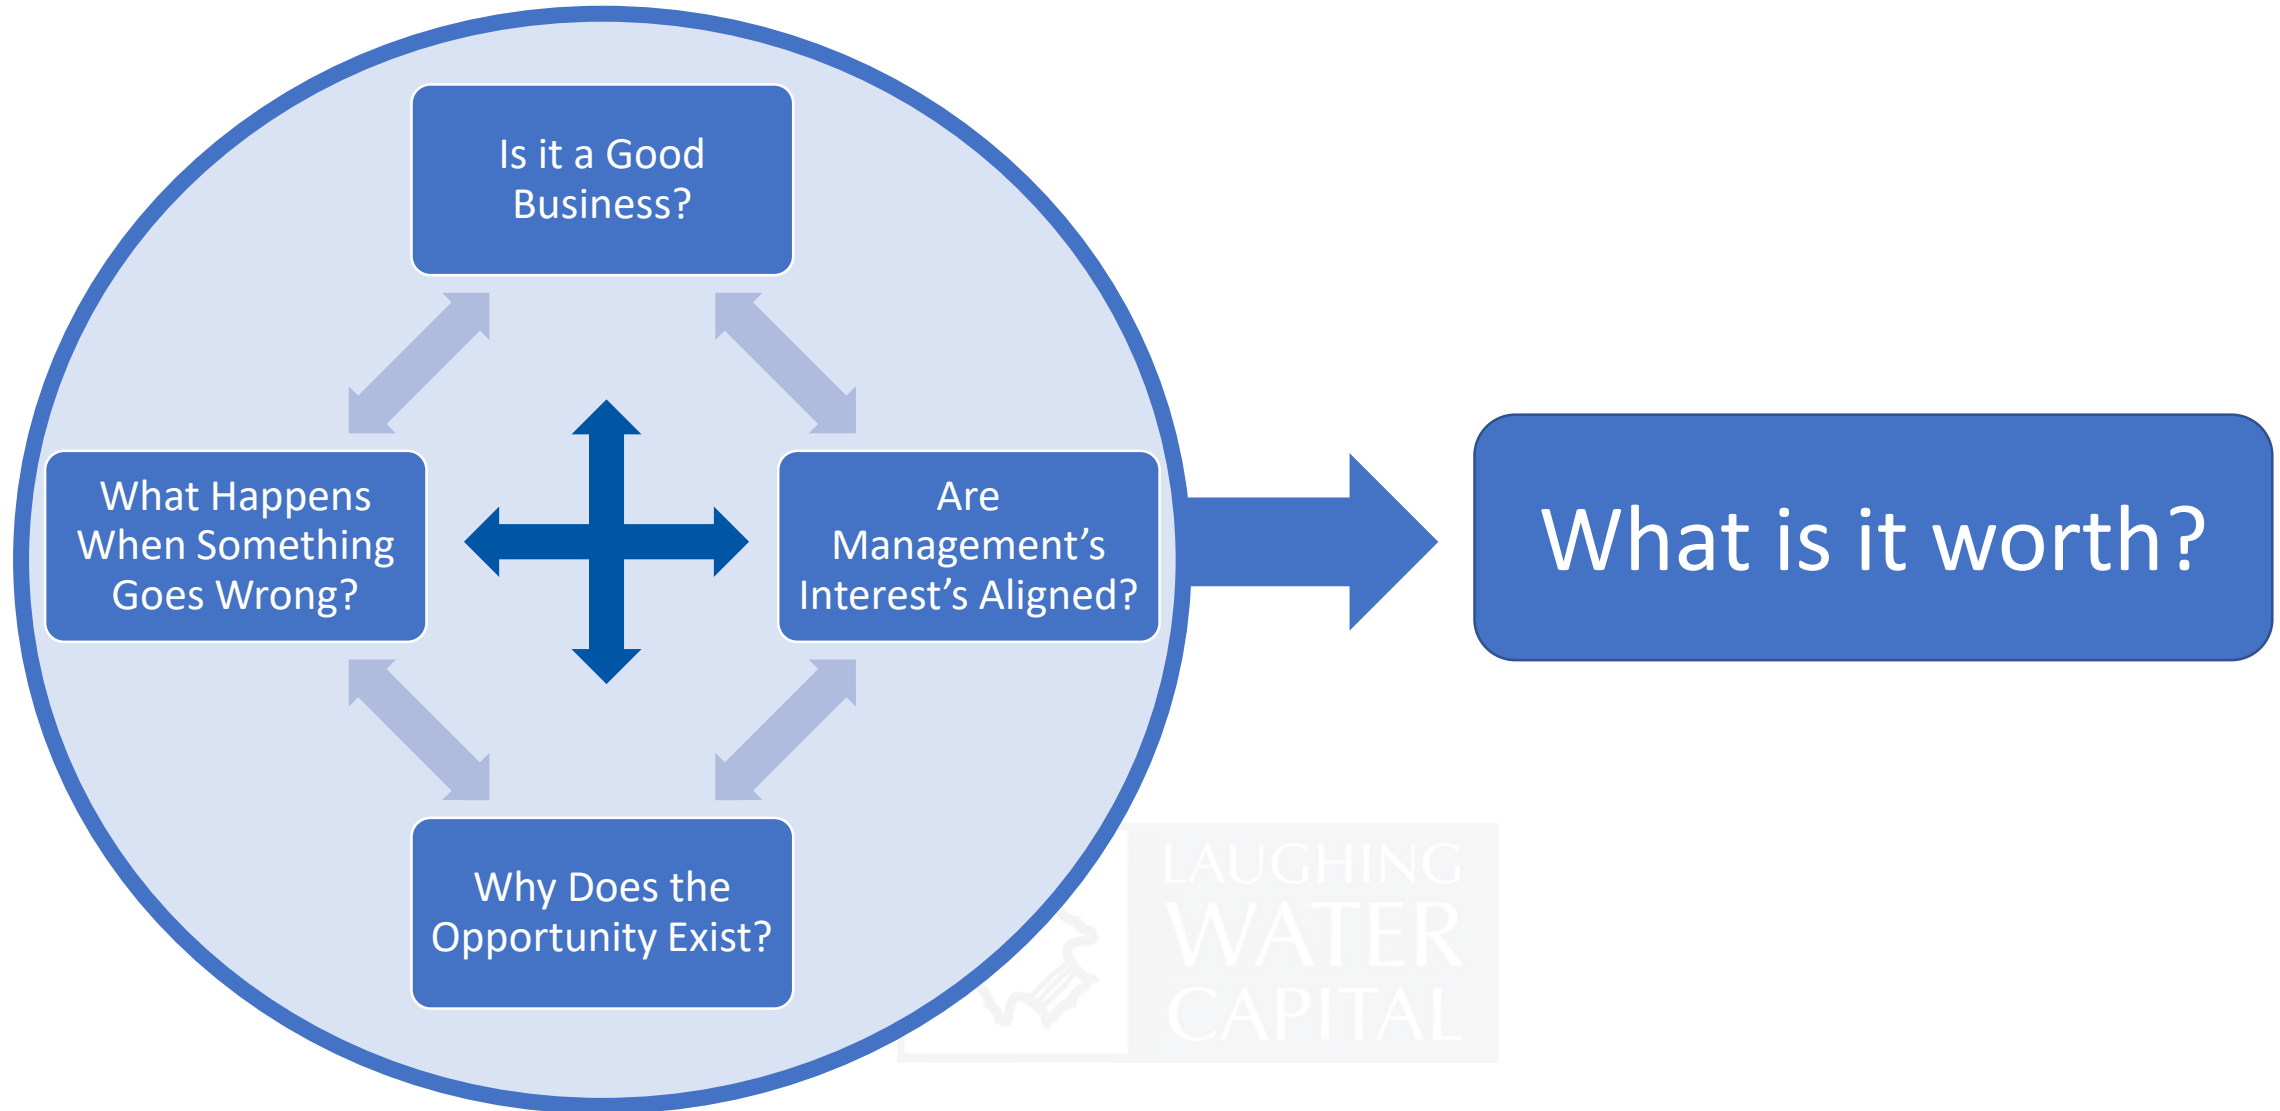 Is it a Good
Business?
What Happens
When Something
Goes Wrong?
Are
Management’s
Interest’s Aligned?
What is it worth?
Why Does the
Opportunity Exist?
LAUGHING
WATER
CAPITAL